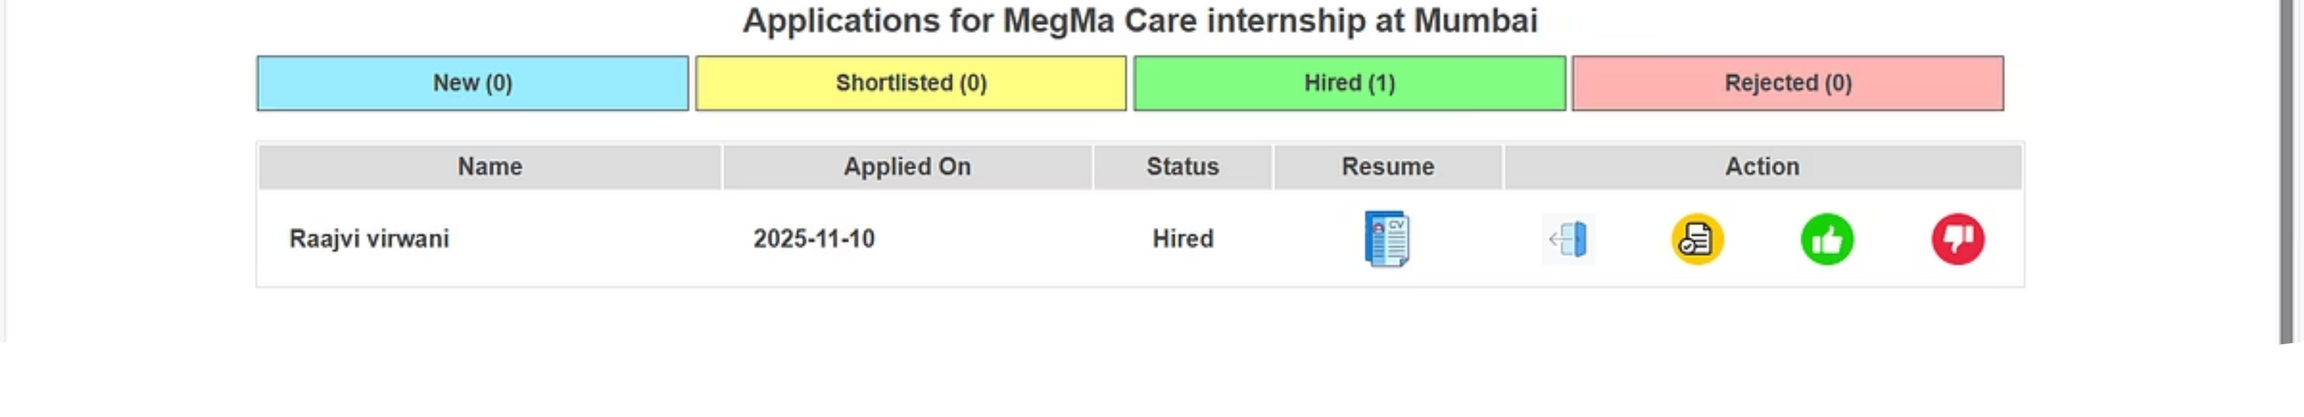 Applications for MegMa Care internship at Mumbai
New (0) Shortlisted (0) Hired (1) Rejected (0)
Name Applied On Status Resume Action
Raajvi virwani 2025-11-10 Hired CV